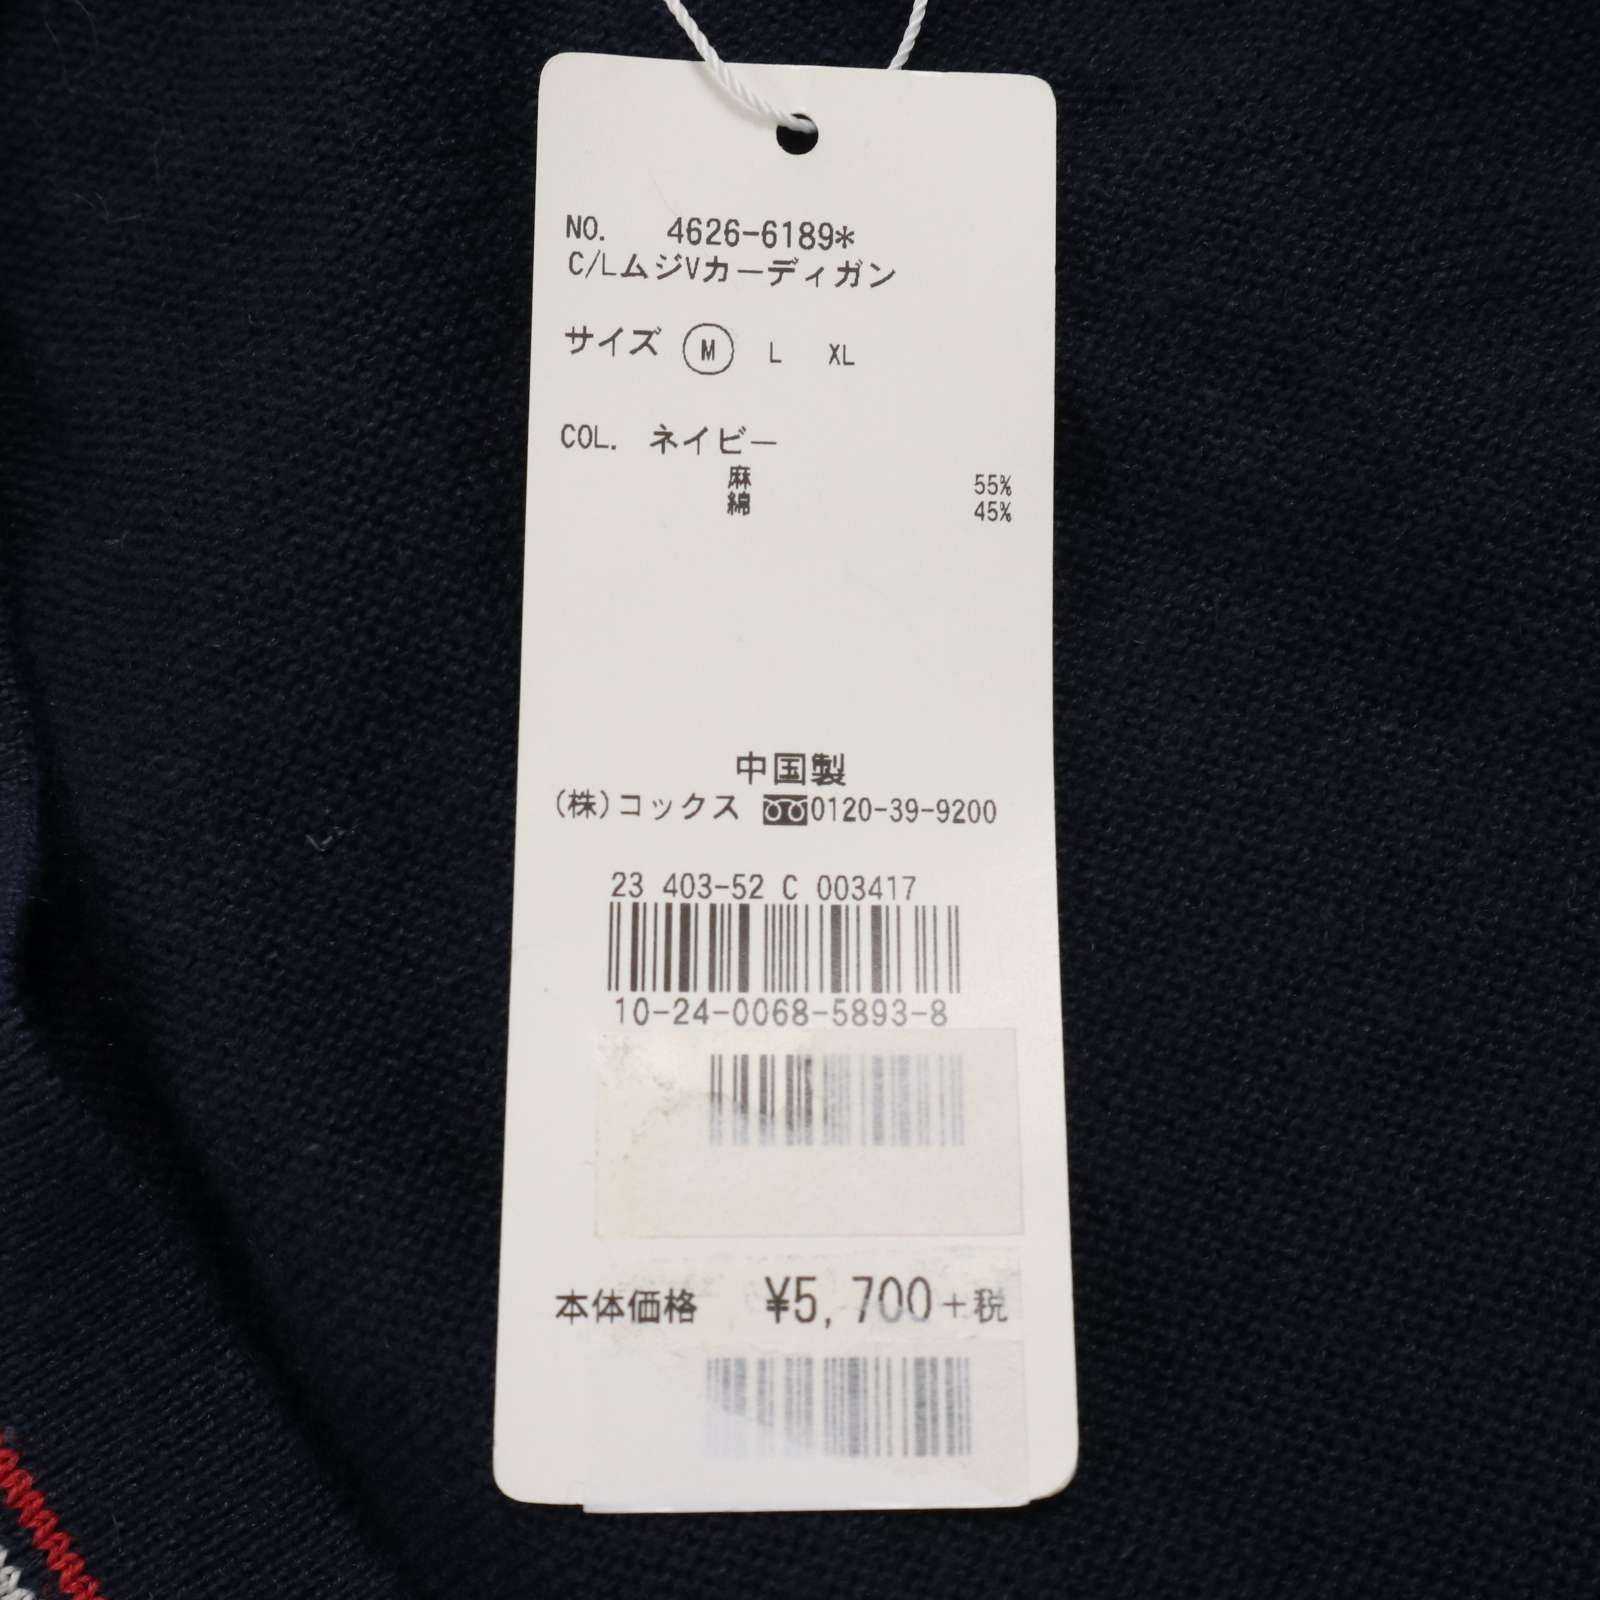 NO. 4626-6189*
C/LムジVカーディガン
サイズ M L XL
COL. ネイビー
麻 55%
綿 45%
中国製
(株)コックス 0120-39-9200
23 403-52 C 003417
10-24-0068-5893-8
本体価格 ¥5,700+税